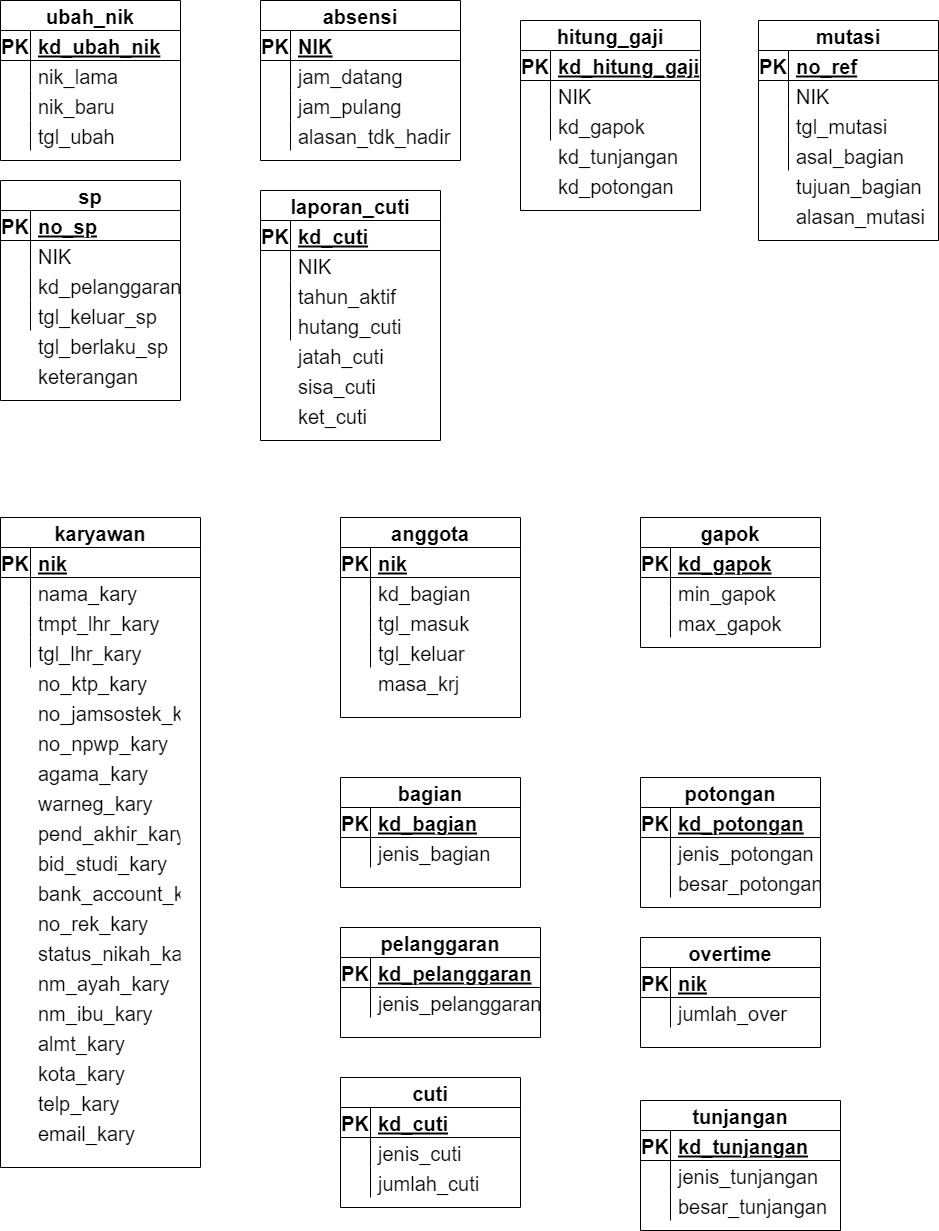 ubah_nik
PK kd_ubah_nik
nik_lama
nik_baru
tgl_ubah
absensi
PK NIK
jam_datang
jam_pulang
alasan_tdk_hadir
hitung_gaji
PK kd_hitung_gaji
NIK
kd_gapok
kd_tunjangan
kd_potongan
mutasi
PK no_ref
NIK
tgl_mutasi
asal_bagian
tujuan_bagian
alasan_mutasi
sp
PK no_sp
NIK
kd_pelanggaran
tgl_keluar_sp
tgl_berlaku_sp
keterangan
laporan_cuti
PK kd_cuti
NIK
tahun_aktif
hutang_cuti
jatah_cuti
sisa_cuti
ket_cuti
karyawan
PK nik
nama_kary
tmpt_lhr_kary
tgl_lhr_kary
no_ktp_kary
no_jamsostek_k
no_npwp_kary
agama_kary
warneg_kary
pend_akhir_kary
bid_studi_kary
bank_account_k
no_rek_kary
status_nikah_ka
nm_ayah_kary
nm_ibu_kary
almt_kary
kota_kary
telp_kary
email_kary
anggota
PK nik
kd_bagian
tgl_masuk
tgl_keluar
masa_krj
gapok
PK kd_gapok
min_gapok
max_gapok
bagian
PK kd_bagian
jenis_bagian
potongan
PK kd_potongan
jenis_potongan
besar_potongan
pelanggaran
PK kd_pelanggaran
jenis_pelanggaran
overtime
PK nik
jumlah_over
cuti
PK kd_cuti
jenis_cuti
jumlah_cuti
tunjangan
PK kd_tunjangan
jenis_tunjangan
besar_tunjangan